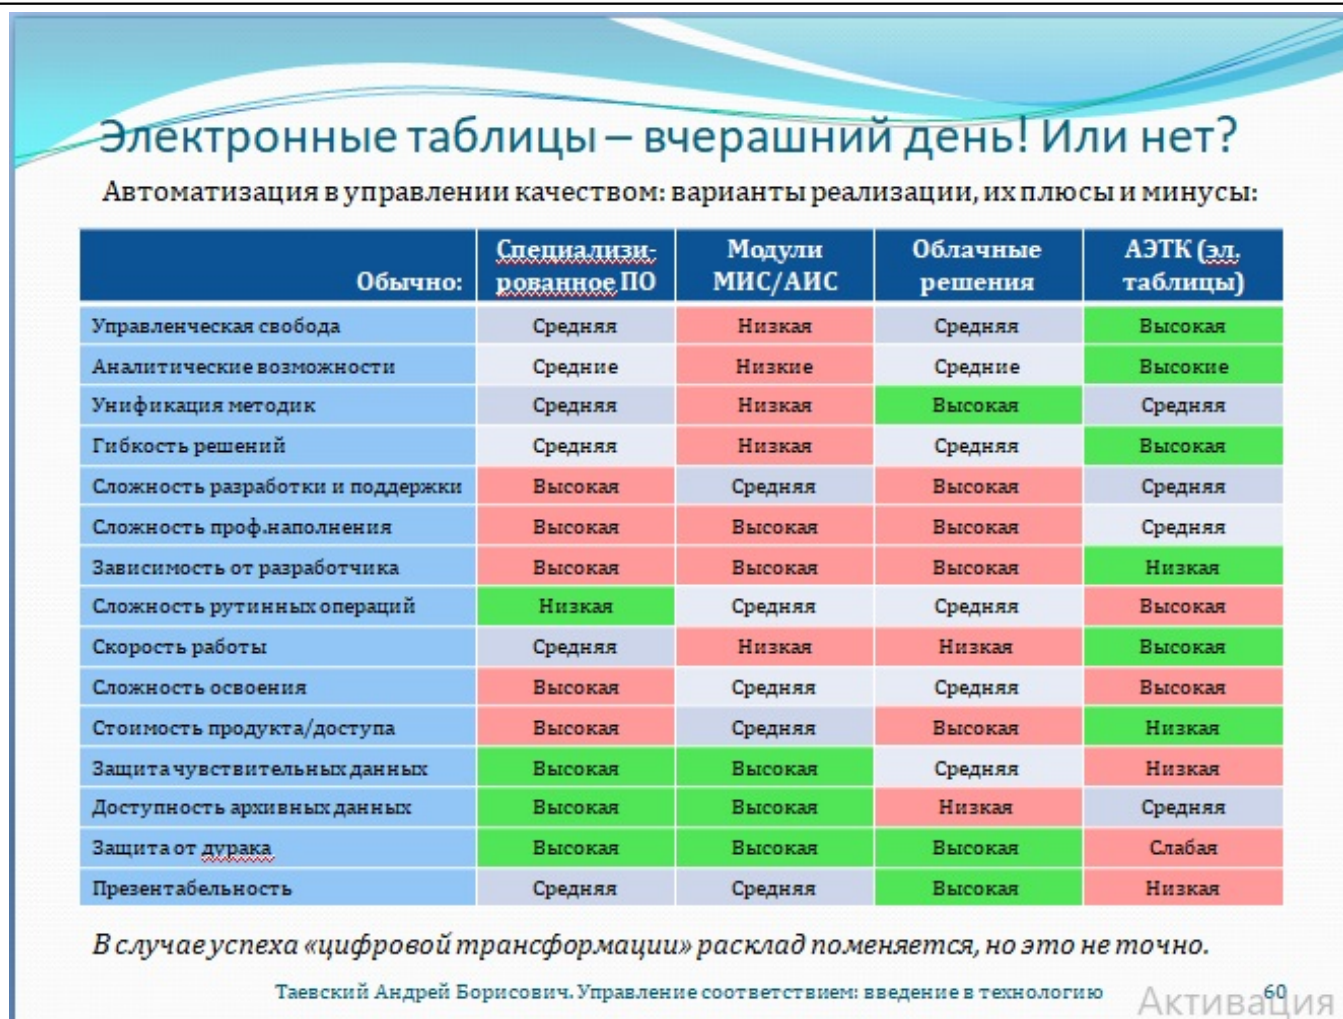 Электронные таблицы – вчерашний день! Или нет?
Автоматизация в управлении качеством: варианты реализации, их плюсы и минусы:
Обычно: Специализи-рованное ПО Модули МИС/АИС Облачные решения АЭТК (эл. таблицы)
Управленческая свобода Средняя Низкая Средняя Высокая
Аналитические возможности Средние Низкие Средние Высокие
Унификация методик Средняя Низкая Высокая Средняя
Гибкость решений Средняя Низкая Средняя Высокая
Сложность разработки и поддержки Высокая Средняя Высокая Средняя
Сложность проф.наполнения Высокая Высокая Высокая Средняя
Зависимость от разработчика Высокая Высокая Высокая Низкая
Сложность рутинных операций Низкая Средняя Средняя Высокая
Скорость работы Средняя Низкая Низкая Высокая
Сложность освоения Высокая Средняя Средняя Высокая
Стоимость продукта/доступа Высокая Средняя Высокая Низкая
Защита чувствительных данных Высокая Высокая Средняя Низкая
Доступность архивных данных Высокая Высокая Низкая Средняя
Защита от дурака Высокая Высокая Высокая Слабая
Презентабельность Средняя Средняя Высокая Низкая
В случае успеха «цифровой трансформации» расклад поменяется, но это не точно.
Таевский Андрей Борисович. Управление соответствием: введение в технологию 60
Активация